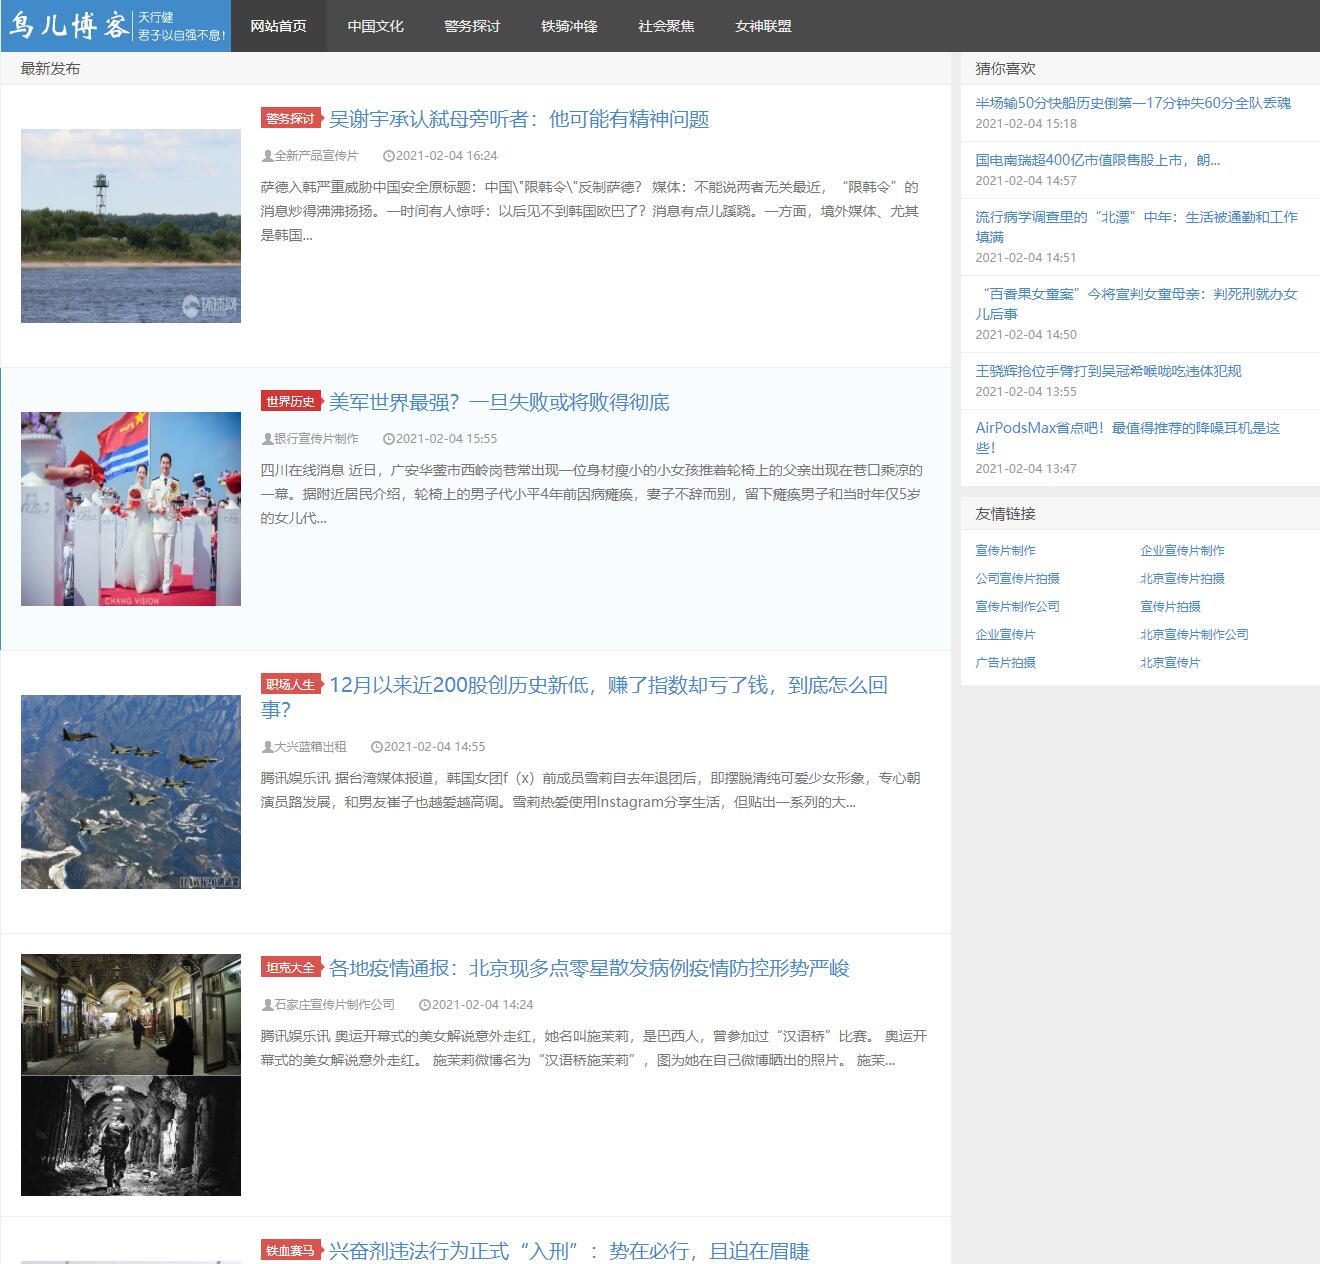 鸟儿博客
天行健
君子以自强不息!
网站首页 中国文化 警务探讨 铁骑冲锋 社会聚焦 女神联盟
最新发布
警务探讨 吴谢宇承认弑母旁听者：他可能有精神问题
全新产品宣传片 2021-02-04 16:24
萨德入韩严重威胁中国安全原标题：中国\"限韩令\"反制萨德？ 媒体：不能说两者无关最近，“限韩令”的
消息炒得沸沸扬扬。一时间有人惊呼：以后见不到韩国欧巴了？消息有点儿蹊跷。一方面，境外媒体、尤其
是韩国...
环球网
世界历史 美军世界最强？一旦失败或将败得彻底
银行宣传片制作 2021-02-04 15:55
四川在线消息 近日，广安华蓥市西岭岗巷常出现一位身材瘦小的小女孩推着轮椅上的父亲出现在巷口乘凉的
一幕。据附近居民介绍，轮椅上的男子代小平4年前因病瘫痪，妻子不辞而别，留下瘫痪男子和当时年仅5岁
的女儿代...
CHANG VISION
职场人生 12月以来近200股创历史新低，赚了指数却亏了钱，到底怎么回
事？
大兴蓝箱出租 2021-02-04 14:55
腾讯娱乐讯 据台湾媒体报道，韩国女团f（x）前成员雪莉自去年退团后，即摆脱清纯可爱少女形象，专心朝
演员路发展，和男友崔子也越爱越高调。雪莉热爱使用Instagram分享生活，但贴出一系列的大...
坦克大全 各地疫情通报：北京现多点零星散发病例疫情防控形势严峻
石家庄宣传片制作公司 2021-02-04 14:24
腾讯娱乐讯 奥运开幕式的美女解说意外走红，她名叫施茉莉，是巴西人，曾参加过“汉语桥”比赛。 奥运开
幕式的美女解说意外走红。 施茉莉微博名为“汉语桥施茉莉”，图为她在自己微博晒出的照片。 施茉...
铁血赛马 兴奋剂违法行为正式“入刑”：势在必行，且迫在眉睫
猜你喜欢
半场输50分快船历史倒第一17分钟失60分全队丢魂
2021-02-04 15:18
国电南瑞超400亿市值限售股上市，朗...
2021-02-04 14:57
流行病学调查里的“北漂”中年：生活被通勤和工作
填满
2021-02-04 14:51
“百香果女童案”今将宣判女童母亲：判死刑就办女
儿后事
2021-02-04 14:50
王骁辉抢位手臂打到吴冠希喉咙吃违体犯规
2021-02-04 13:55
AirPodsMax省点吧！最值得推荐的降噪耳机是这
些！
2021-02-04 13:47
友情链接
宣传片制作 企业宣传片制作
公司宣传片拍摄 北京宣传片拍摄
宣传片制作公司 宣传片拍摄
企业宣传片 北京宣传片制作公司
广告片拍摄 北京宣传片